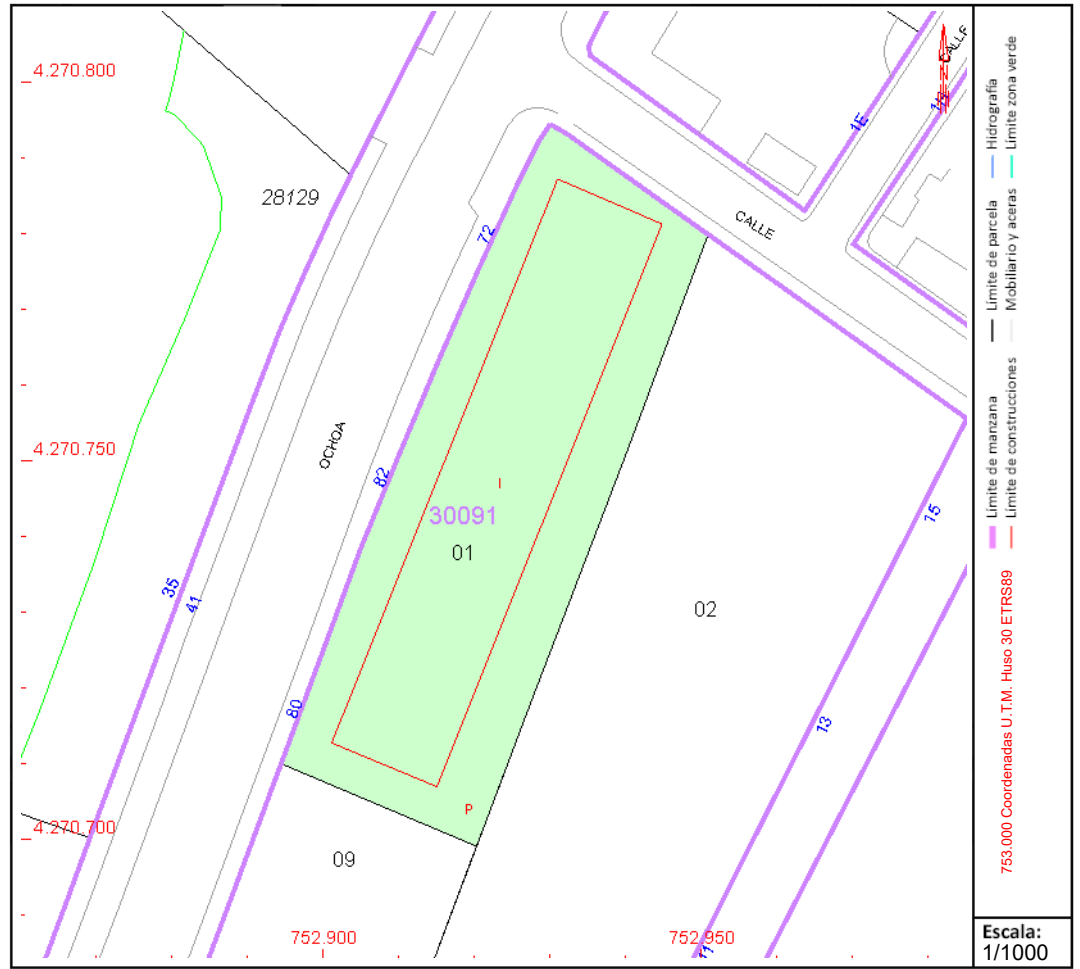 4.270.800
28129
72
CALLE
1E
CALLE
4.270.750
OCHOA
82
I
30091
01
15
35
41
02
80
13
P
4.270.700
09
752.900
752.950
11
Hidrografía
Límite zona verde
Límite de parcela
Mobiliario y aceras
Límite de manzana
Límite de construcciones
753.000 Coordenadas U.T.M. Huso 30 ETRS89
Escala:
1/1000